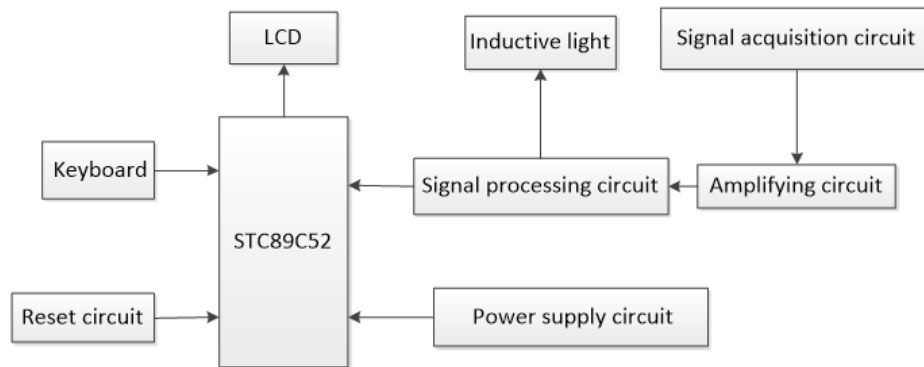 LCD
Inductive light
Signal acquisition circuit
Keyboard
Signal processing circuit
Amplifying circuit
STC89C52
Reset circuit
Power supply circuit